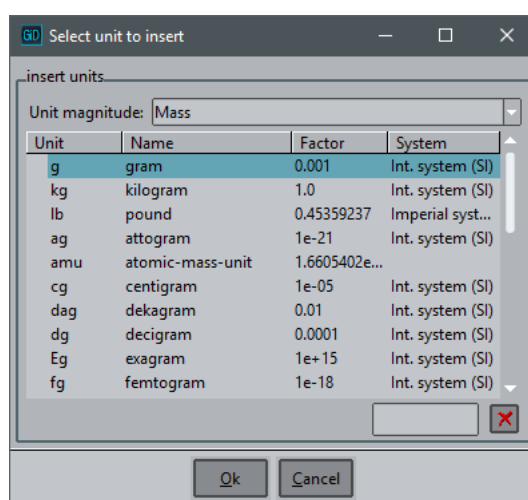 GiD Select unit to insert
insert units
Unit magnitude: Mass
Unit Name Factor System
g gram 0.001 Int. system (SI)
kg kilogram 1.0 Int. system (SI)
lb pound 0.45359237 Imperial syst...
ag attogram 1e-21 Int. system (SI)
amu atomic-mass-unit 1.6605402e...
cg centigram 1e-05 Int. system (SI)
dag dekagram 0.01 Int. system (SI)
dg decigram 0.0001 Int. system (SI)
Eg exagram 1e+15 Int. system (SI)
fg femtogram 1e-18 Int. system (SI)
Ok Cancel